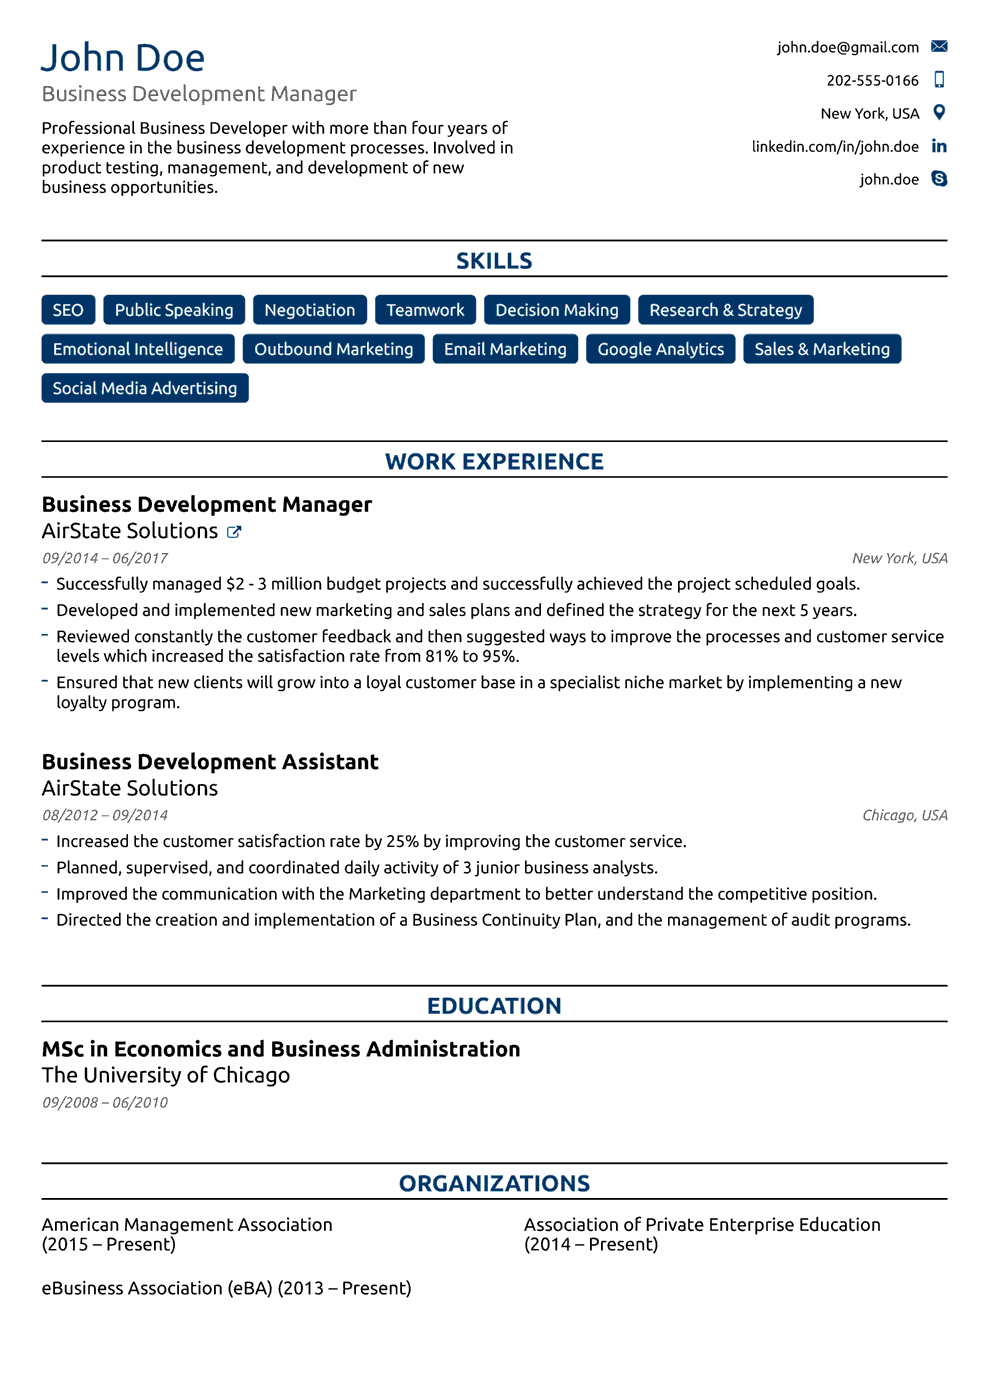 John Doe
Business Development Manager
Professional Business Developer with more than four years of
experience in the business development processes. Involved in
product testing, management, and development of new
business opportunities.
john.doe@gmail.com
202-555-0166
New York, USA
linkedin.com/in/john.doe
john.doe
SKILLS
SEO Public Speaking Negotiation Teamwork Decision Making Research & Strategy
Emotional Intelligence Outbound Marketing Email Marketing Google Analytics Sales & Marketing
Social Media Advertising
WORK EXPERIENCE
Business Development Manager
AirState Solutions
09/2014 – 06/2017 New York, USA
- Successfully managed $2 - 3 million budget projects and successfully achieved the project scheduled goals.
- Developed and implemented new marketing and sales plans and defined the strategy for the next 5 years.
- Reviewed constantly the customer feedback and then suggested ways to improve the processes and customer service
levels which increased the satisfaction rate from 81% to 95%.
- Ensured that new clients will grow into a loyal customer base in a specialist niche market by implementing a new
loyalty program.
Business Development Assistant
AirState Solutions
08/2012 – 09/2014 Chicago, USA
- Increased the customer satisfaction rate by 25% by improving the customer service.
- Planned, supervised, and coordinated daily activity of 3 junior business analysts.
- Improved the communication with the Marketing department to better understand the competitive position.
- Directed the creation and implementation of a Business Continuity Plan, and the management of audit programs.
EDUCATION
MSc in Economics and Business Administration
The University of Chicago
09/2008 – 06/2010
ORGANIZATIONS
American Management Association
(2015 – Present)
Association of Private Enterprise Education
(2014 – Present)
eBusiness Association (eBA) (2013 – Present)